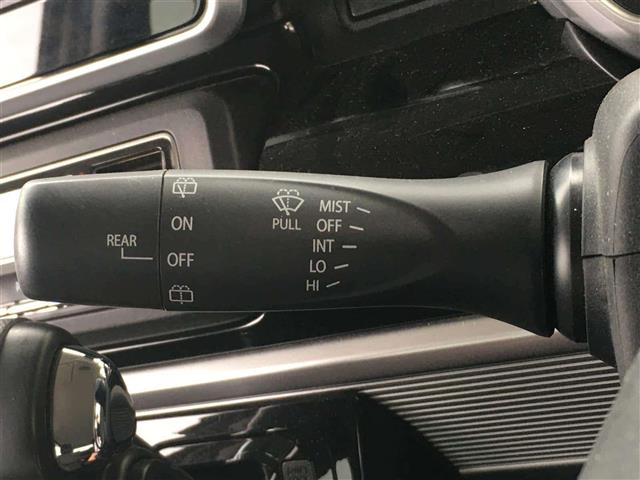 MIST
OFF
INT
LO
HI
PULL
ON
OFF
REAR